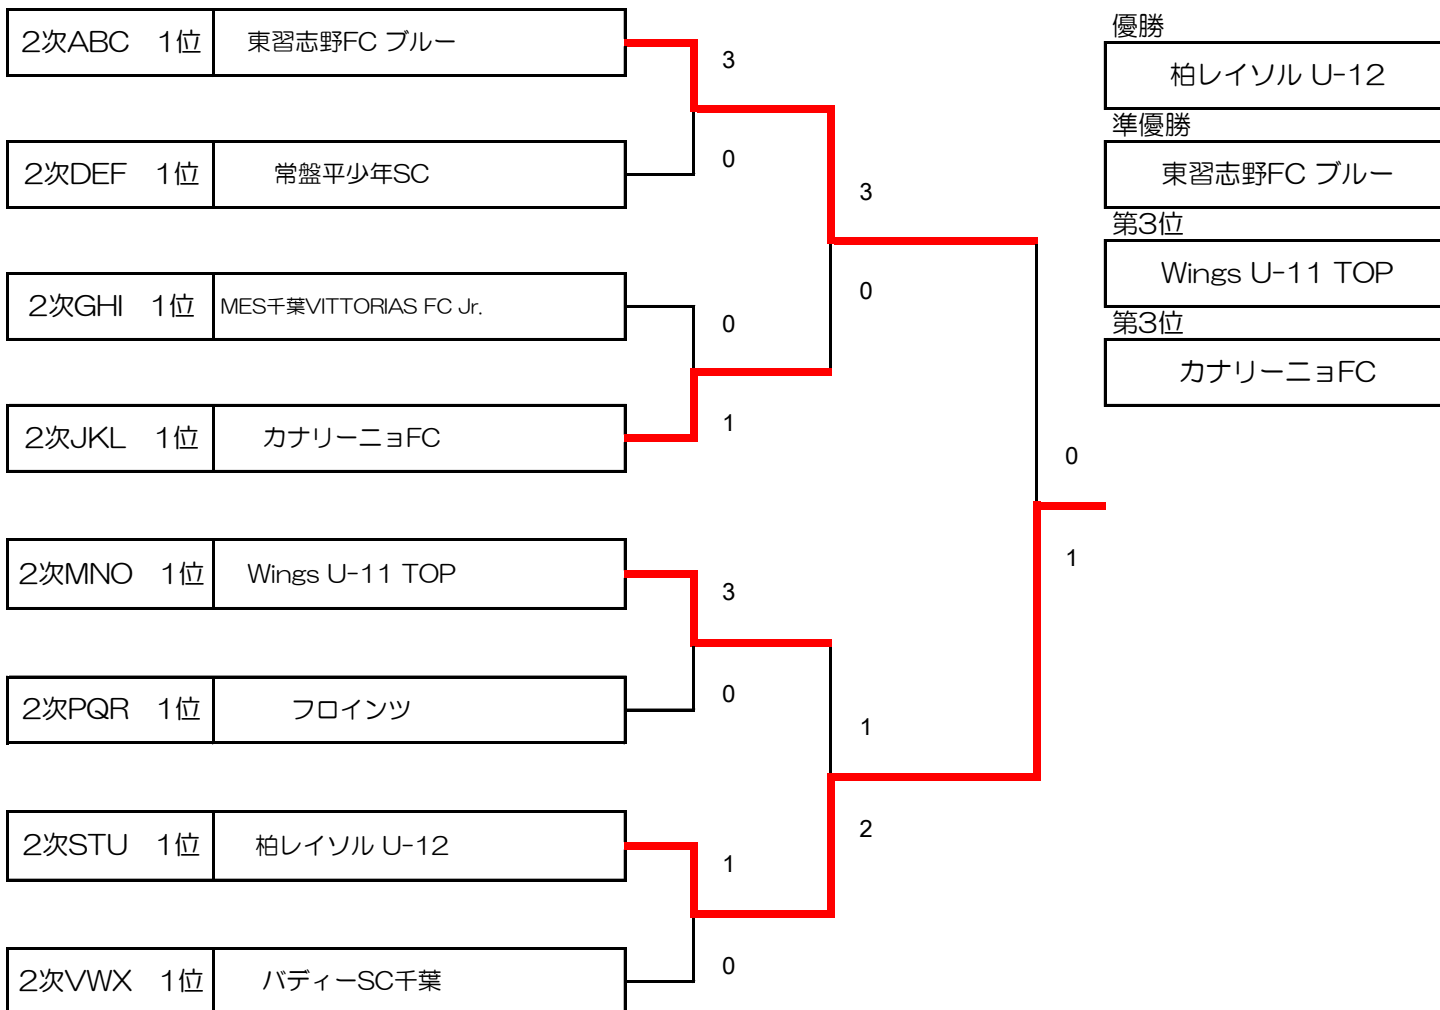 2次ABC 1位 東習志野FC ブルー
3
0
2次DEF 1位 常盤平少年SC
3
0
2次GHI 1位 MES千葉VITTORIAS FC Jr.
0
1
2次JKL 1位 カナリーニョFC
0
1
2次MNO 1位 Wings U-11 TOP
3
0
2次PQR 1位 フロインツ
1
2
2次STU 1位 柏レイソル U-12
1
0
2次VWX 1位 バディーSC千葉
優勝
柏レイソル U-12
準優勝
東習志野FC ブルー
第3位
Wings U-11 TOP
第3位
カナリーニョFC